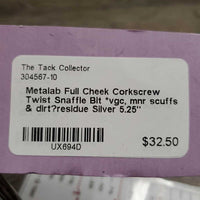 The Tack Collector
304567-10
Metalab Full Cheek Corkscrew
Twist Snaffle Bit *vgc, mnr scuffs
& dirt?residue Silver 5.25"
$32.50
UX694D